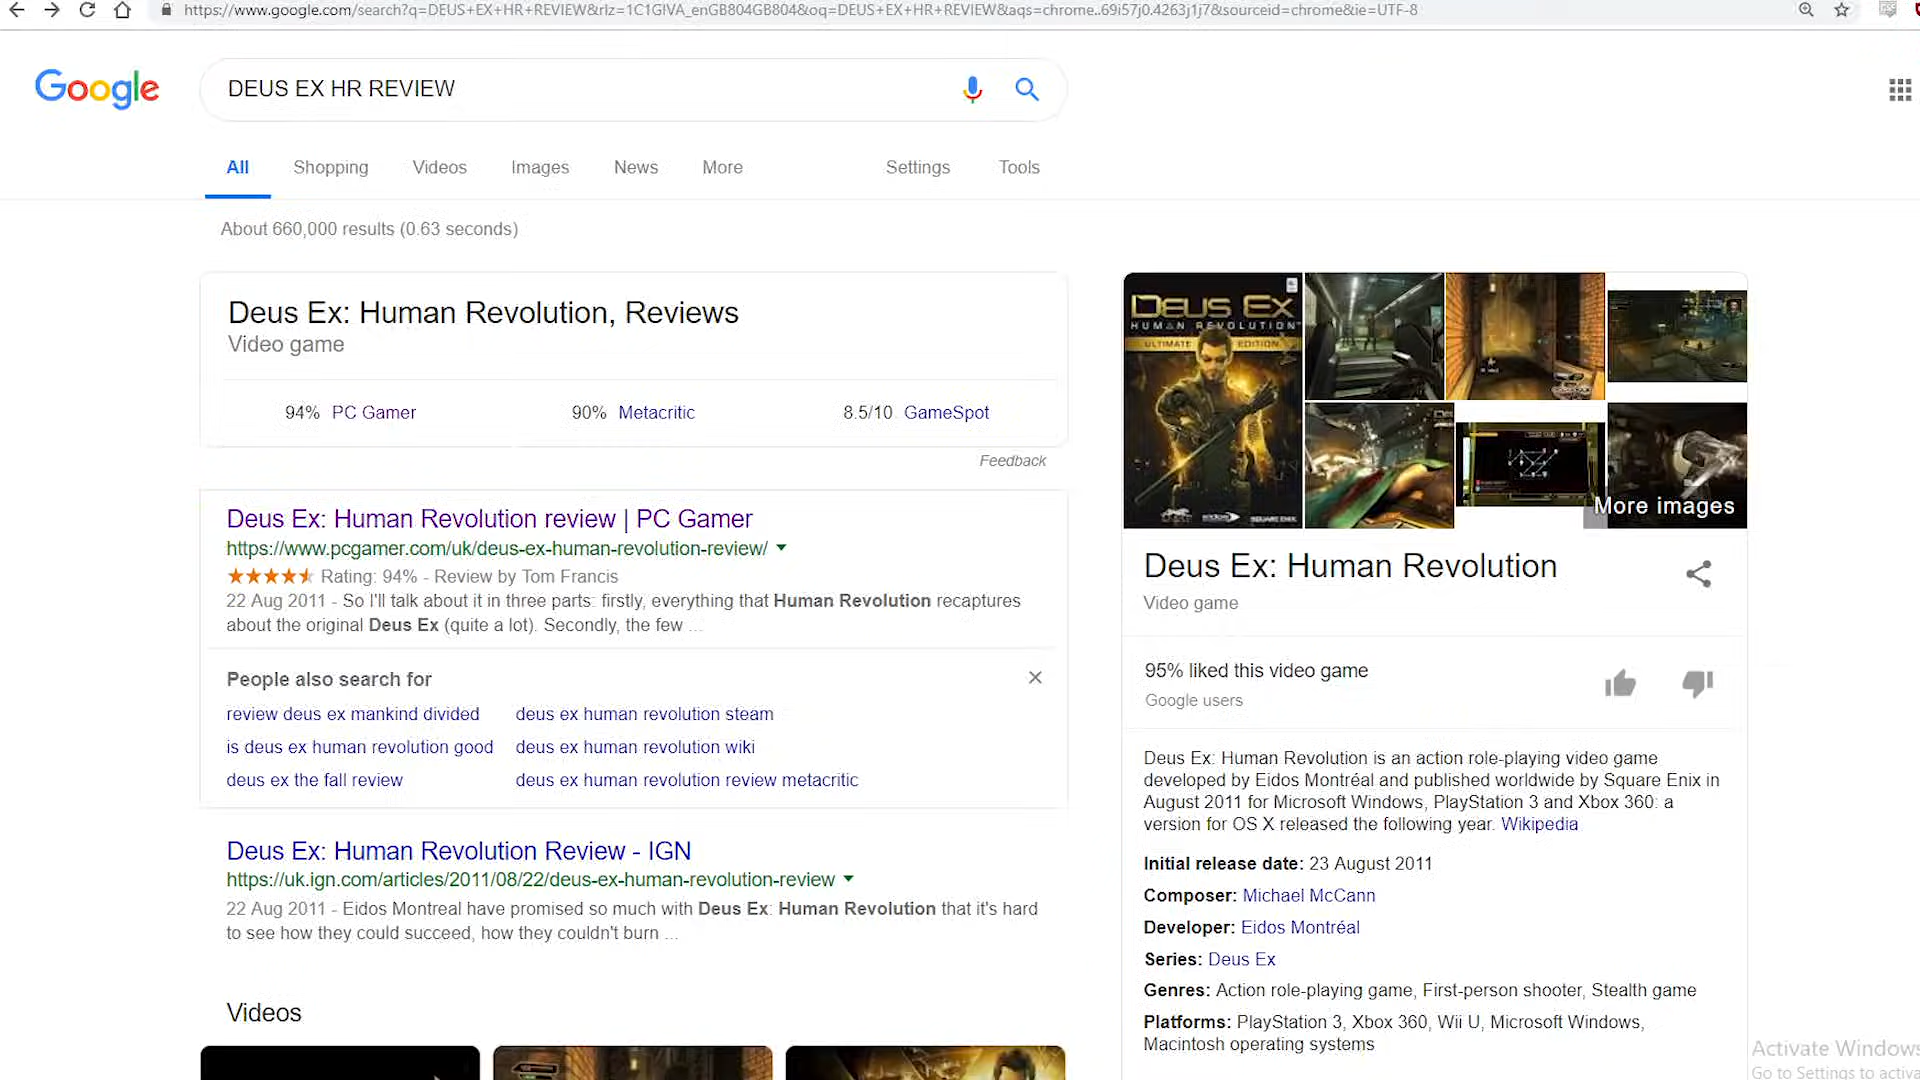 https://www.google.com/search?q=DEUS+EX+HR+REVIEW&rlz=1C1GIVA_enGB804GB804&oq=DEUS+EX+HR+REVIEW&aqs=chrome..69i57j0.4263j1j7&sourceid=chrome&ie=UTF-8
Google
DEUS EX HR REVIEW
All Shopping Videos Images News More Settings Tools
About 660,000 results (0.63 seconds)
Deus Ex: Human Revolution, Reviews
Video game
94% PC Gamer 90% Metacritic 8.5/10 GameSpot
Feedback
Deus Ex: Human Revolution review | PC Gamer
https://www.pcgamer.com/uk/deus-ex-human-revolution-review/
Rating: 94% - Review by Tom Francis
22 Aug 2011 - So I'll talk about it in three parts: firstly, everything that Human Revolution recaptures
about the original Deus Ex (quite a lot). Secondly, the few ...
People also search for
review deus ex mankind divided deus ex human revolution steam
is deus ex human revolution good deus ex human revolution wiki
deus ex the fall review deus ex human revolution review metacritic
Deus Ex: Human Revolution Review - IGN
https://uk.ign.com/articles/2011/08/22/deus-ex-human-revolution-review
22 Aug 2011 - Eidos Montreal have promised so much with Deus Ex: Human Revolution that it's hard
to see how they could succeed, how they couldn't burn ...
Videos
DEUS EX
HUMAN REVOLUTION
ULTIMATE EDITION
SQUARE ENIX
More images
Deus Ex: Human Revolution
Video game
95% liked this video game
Google users
Deus Ex: Human Revolution is an action role-playing video game
developed by Eidos Montréal and published worldwide by Square Enix in
August 2011 for Microsoft Windows, PlayStation 3 and Xbox 360: a
version for OS X released the following year. Wikipedia
Initial release date: 23 August 2011
Composer: Michael McCann
Developer: Eidos Montréal
Series: Deus Ex
Genres: Action role-playing game, First-person shooter, Stealth game
Platforms: PlayStation 3, Xbox 360, Wii U, Microsoft Windows,
Macintosh operating systems
Activate Windows
Go to Settings to activa